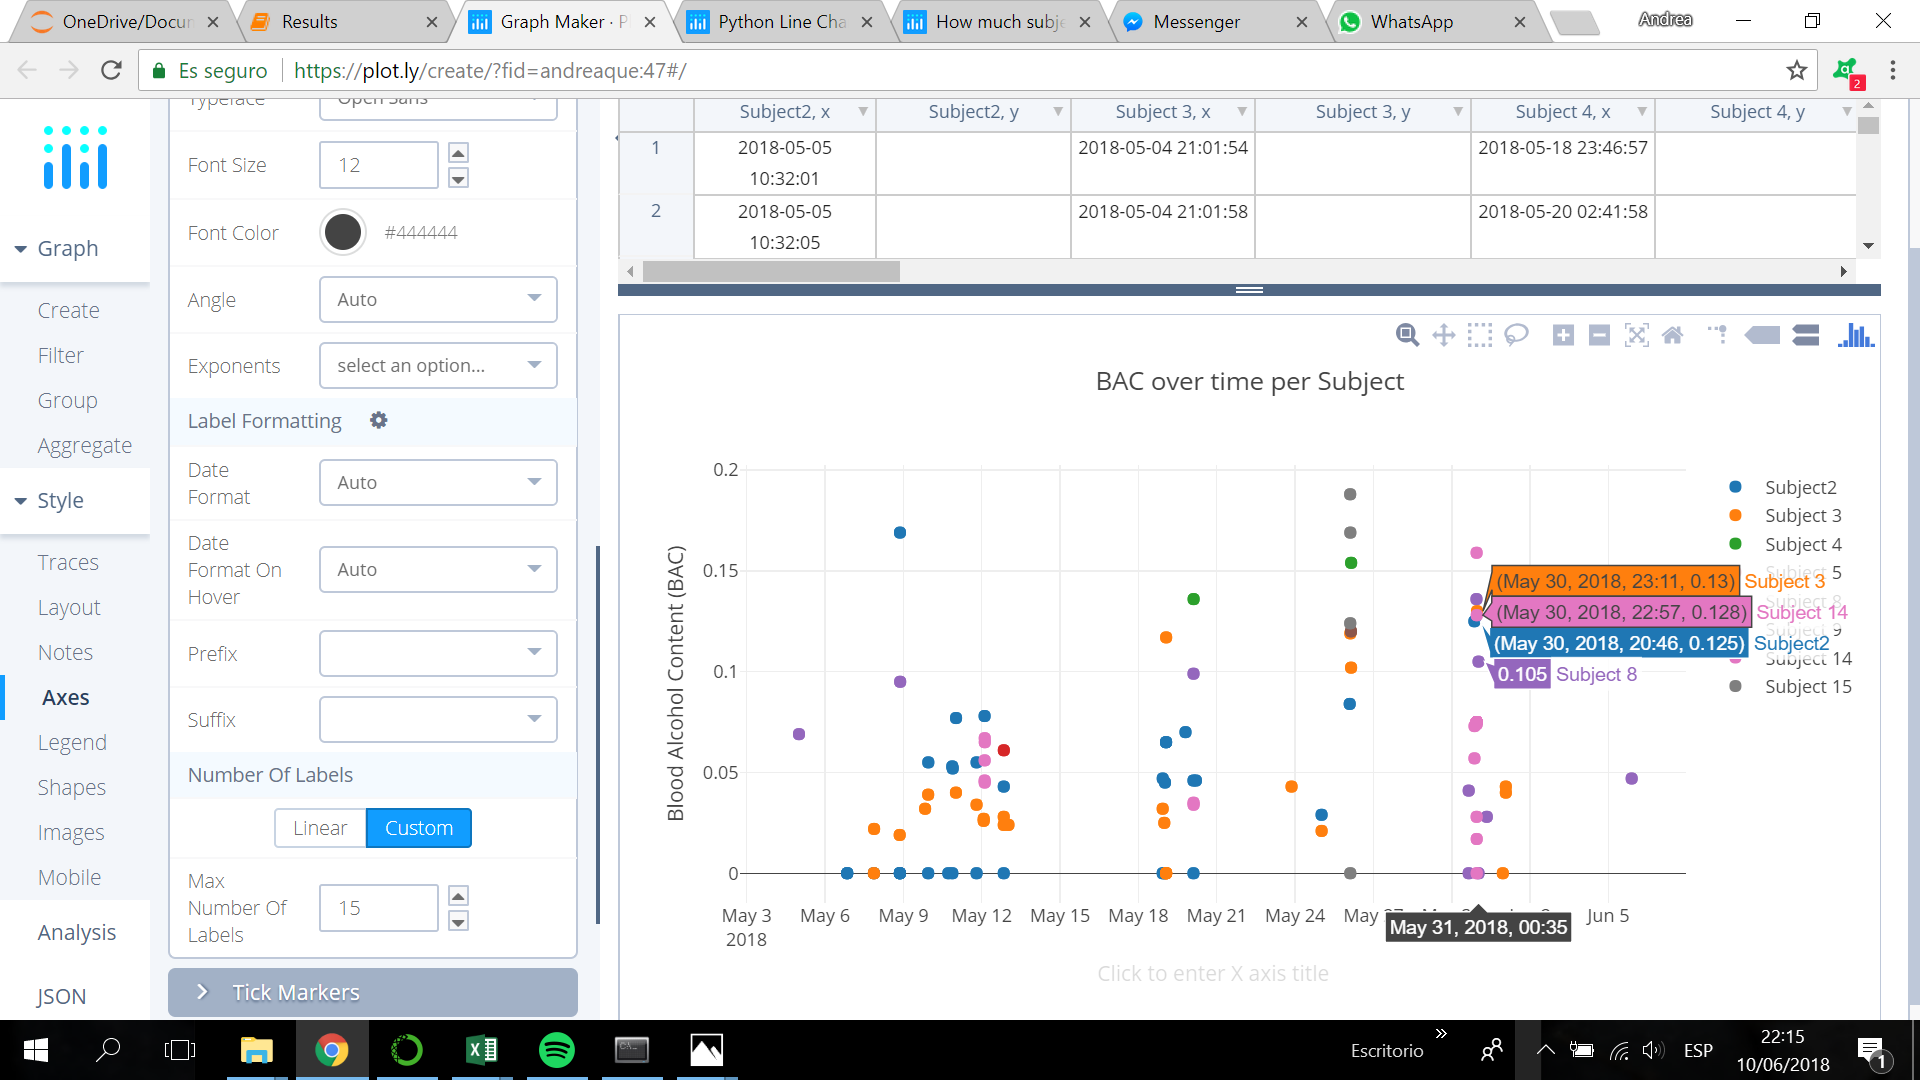 OneDrive/Docun
Results
Graph Maker · P
Python Line Cha
How much subje
Messenger
WhatsApp
Andrea
Es seguro
https://plot.ly/create/?fid=andreaque:47#/
2
Graph
Create
Filter
Group
Aggregate
Style
Traces
Layout
Notes
Axes
Legend
Shapes
Images
Mobile
Analysis
JSON
Typeface
Open Sans
Font Size
12
Font Color
#444444
Angle
Auto
Exponents
select an option...
Label Formatting
Date
Format
Auto
Date
Format On
Hover
Auto
Prefix
Suffix
Number Of Labels
Linear
Custom
Max
Number Of
Labels
15
Tick Markers
Subject2, x
Subject2, y
Subject 3, x
Subject 3, y
Subject 4, x
Subject 4, y
1
2018-05-05
10:32:01
2018-05-04 21:01:54
2018-05-18 23:46:57
2
2018-05-05
10:32:05
2018-05-04 21:01:58
2018-05-20 02:41:58
BAC over time per Subject
Blood Alcohol Content (BAC)
0.2
0.15
0.1
0.05
0
May 3
2018
May 6
May 9
May 12
May 15
May 18
May 21
May 24
May
Jun 5
May 31, 2018, 00:35
Click to enter X axis title
Subject2
Subject 3
Subject 4
5
9
Subject 14
Subject 15
(May 30, 2018, 23:11, 0.13) Subject 3
(May 30, 2018, 22:57, 0.128) Subject 14
(May 30, 2018, 20:46, 0.125) Subject2
0.105 Subject 8
Escritorio
ESP
22:15
10/06/2018
1